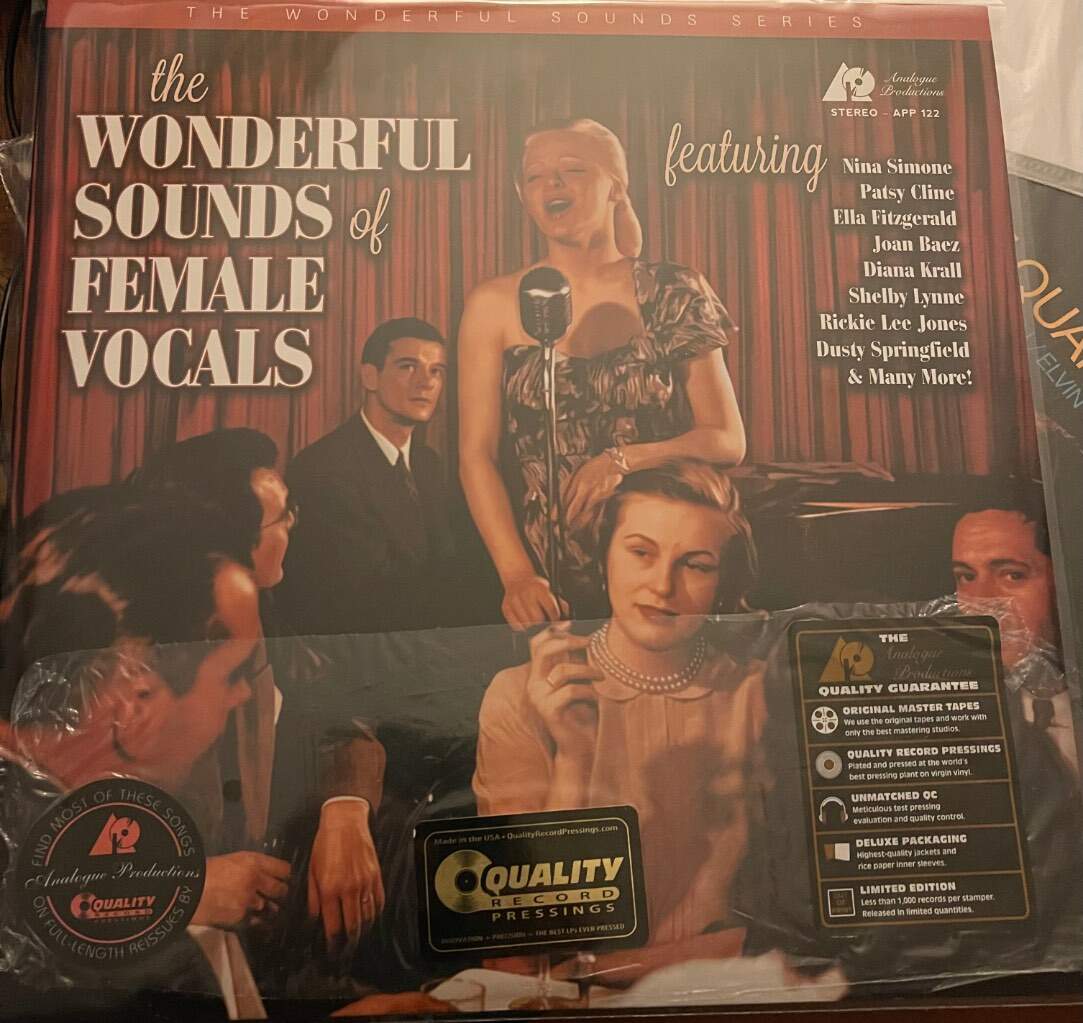 THE WONDERFUL SOUNDS SERIES
the
WONDERFUL
SOUNDS of
FEMALE
VOCALS
featuring
Analogue
Productions
STEREO - APP 122
Nina Simone
Patsy Cline
Ella Fitzgerald
Joan Baez
Diana Krall
Shelby Lynne
Rickie Lee Jones
Dusty Springfield
& Many More!
QUA
ELVIN
THE
Analogue
Productions
QUALITY GUARANTEE
ORIGINAL MASTER TAPES
We use the original tapes and work with
only the best mastering studios.
QUALITY RECORD PRESSINGS
Plated and pressed at the world's
best pressing plant on virgin vinyl.
UNMATCHED QC
Meticulous test pressing
evaluation and quality control.
DELUXE PACKAGING
Highest-quality jackets and
rice paper inner sleeves.
LIMITED EDITION
Less than 1,000 records per stamper.
Released in limited quantities.
FIND MOST OF THESE SONGS
Analogue Productions
QUALITY
RECORD
PRESSINGS
ON FULL-LENGTH REISSUES BY
Made in the USA • QualityRecordPressings.com
QUALITY
RECORD
PRESSINGS
INNOVATION + PRECISION = THE BEST LPs EVER PRESSED